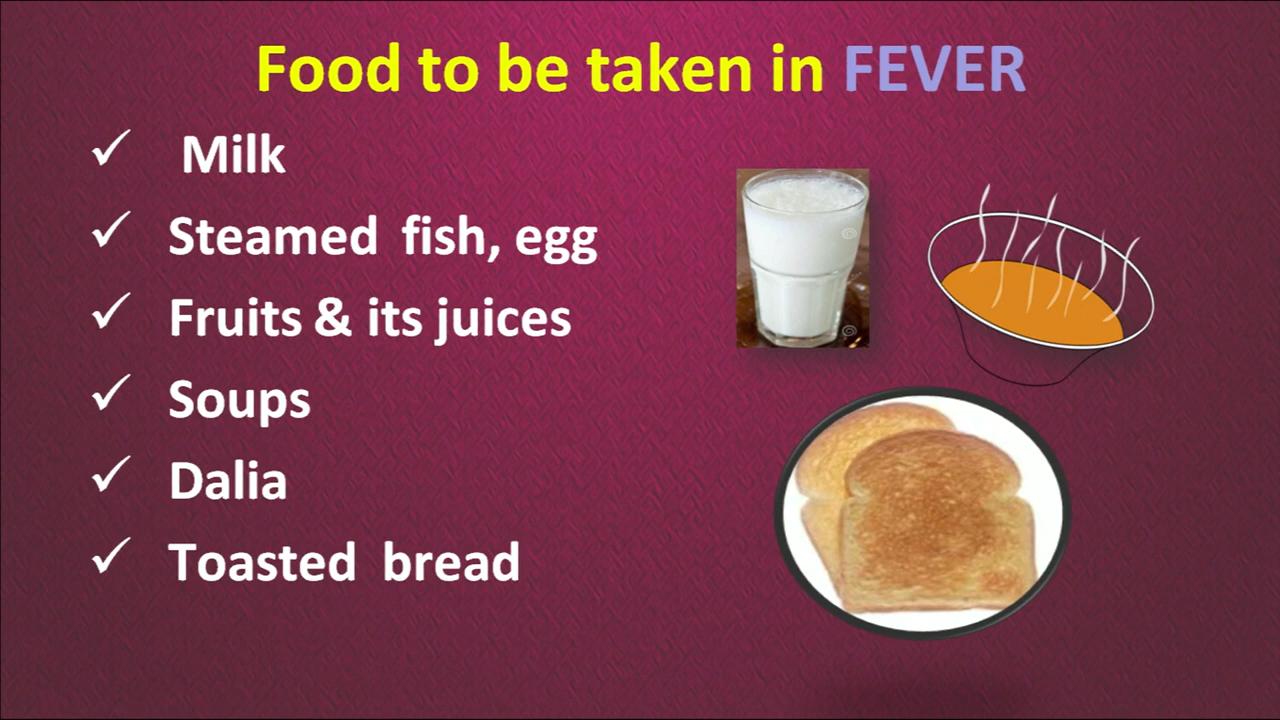 Food to be taken in FEVER
✓ Milk
✓ Steamed fish, egg
✓ Fruits & its juices
✓ Soups
✓ Dalia
✓ Toasted bread